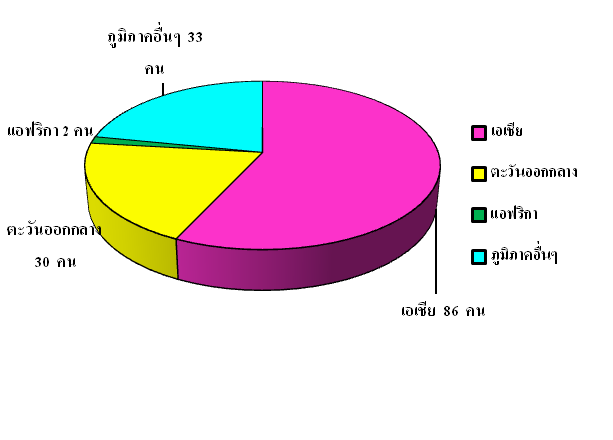 ภูมิภาคอื่นๆ 33
คน
แอฟริกา 2 คน
เอเชีย
ตะวันออกกลาง
แอฟริกา
ภูมิภาคอื่นๆ
ตะวันออกกลาง
30 คน
เอเชีย 86 คน